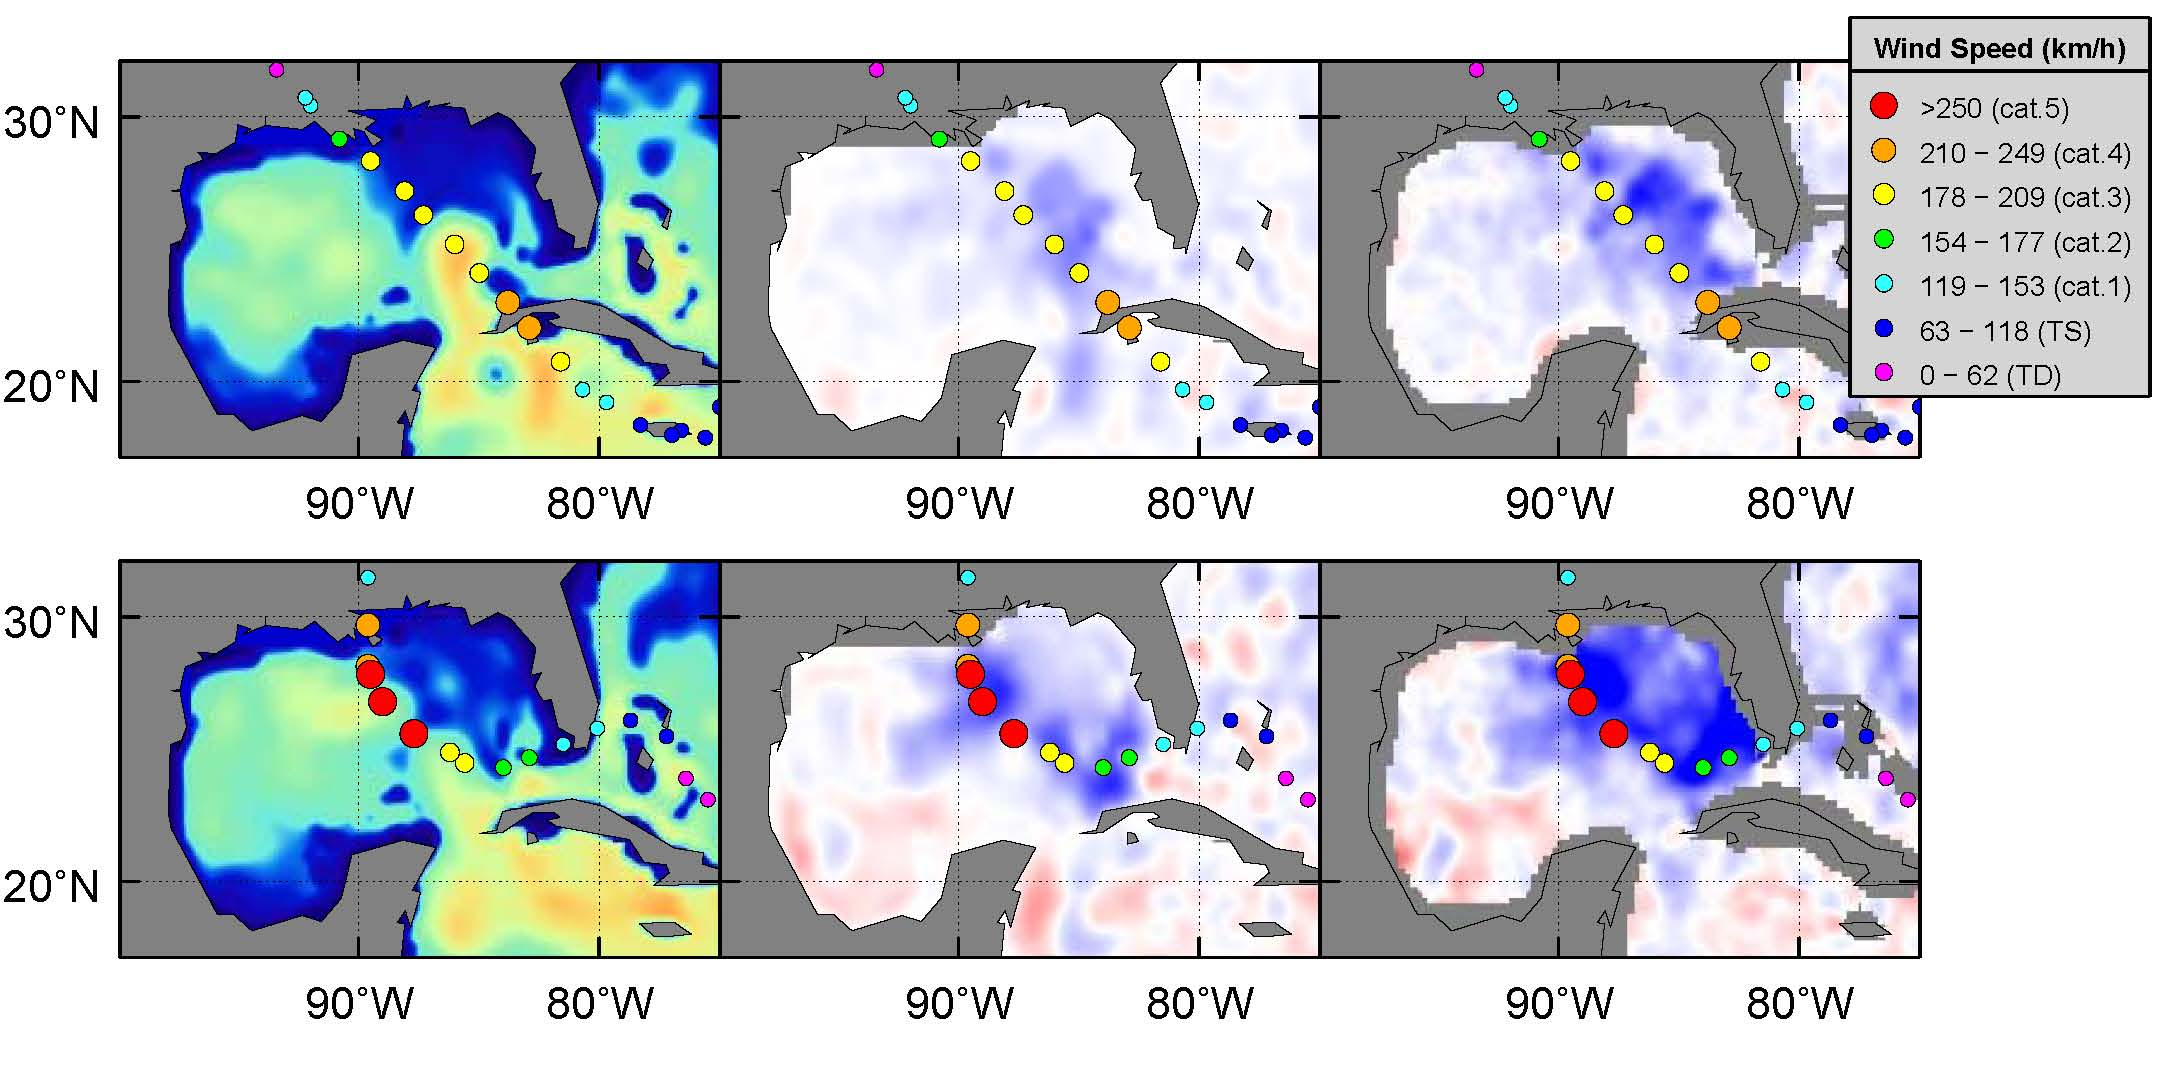 Wind Speed (km/h)
>250 (cat.5)
210 − 249 (cat.4)
178 − 209 (cat.3)
154 − 177 (cat.2)
119 − 153 (cat.1)
63 − 118 (TS)
0 − 62 (TD)
30°N
20°N
90°W 80°W 90°W 80°W 90°W 80°W
30°N
20°N
90°W 80°W 90°W 80°W 90°W 80°W